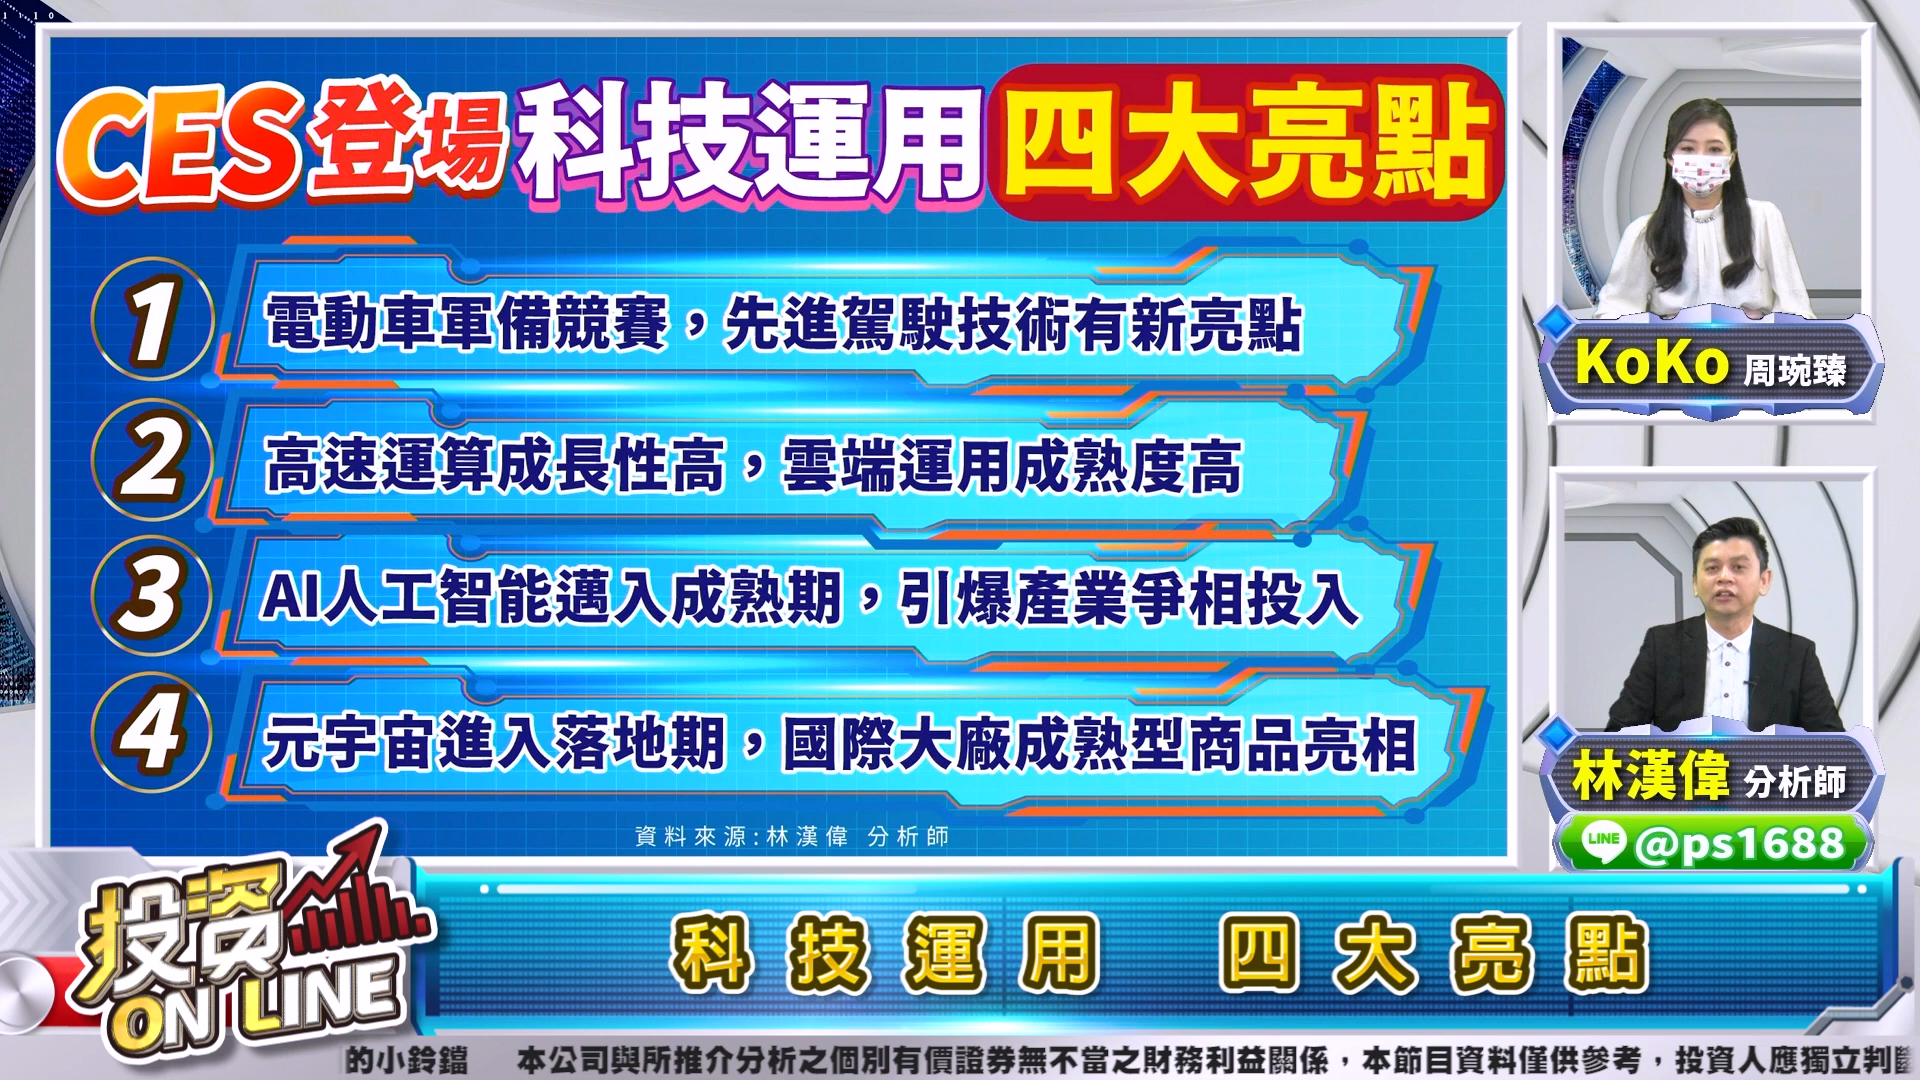 CES登場 科技運用 四大亮點
1 電動車軍備競賽，先進駕駛技術有新亮點
2 高速運算成長性高，雲端運用成熟度高
3 AI人工智能邁入成熟期，引爆產業爭相投入
4 元宇宙進入落地期，國際大廠成熟型商品亮相
資料來源:林漢偉 分析師
KoKo 周琬臻
林漢偉 分析師
LINE @ps1688
投資
ON LINE
科技運用 四大亮點
的小鈴鐺 本公司與所推介分析之個別有價證券無不當之財務利益關係，本節目資料僅供參考，投資人應獨立判斷